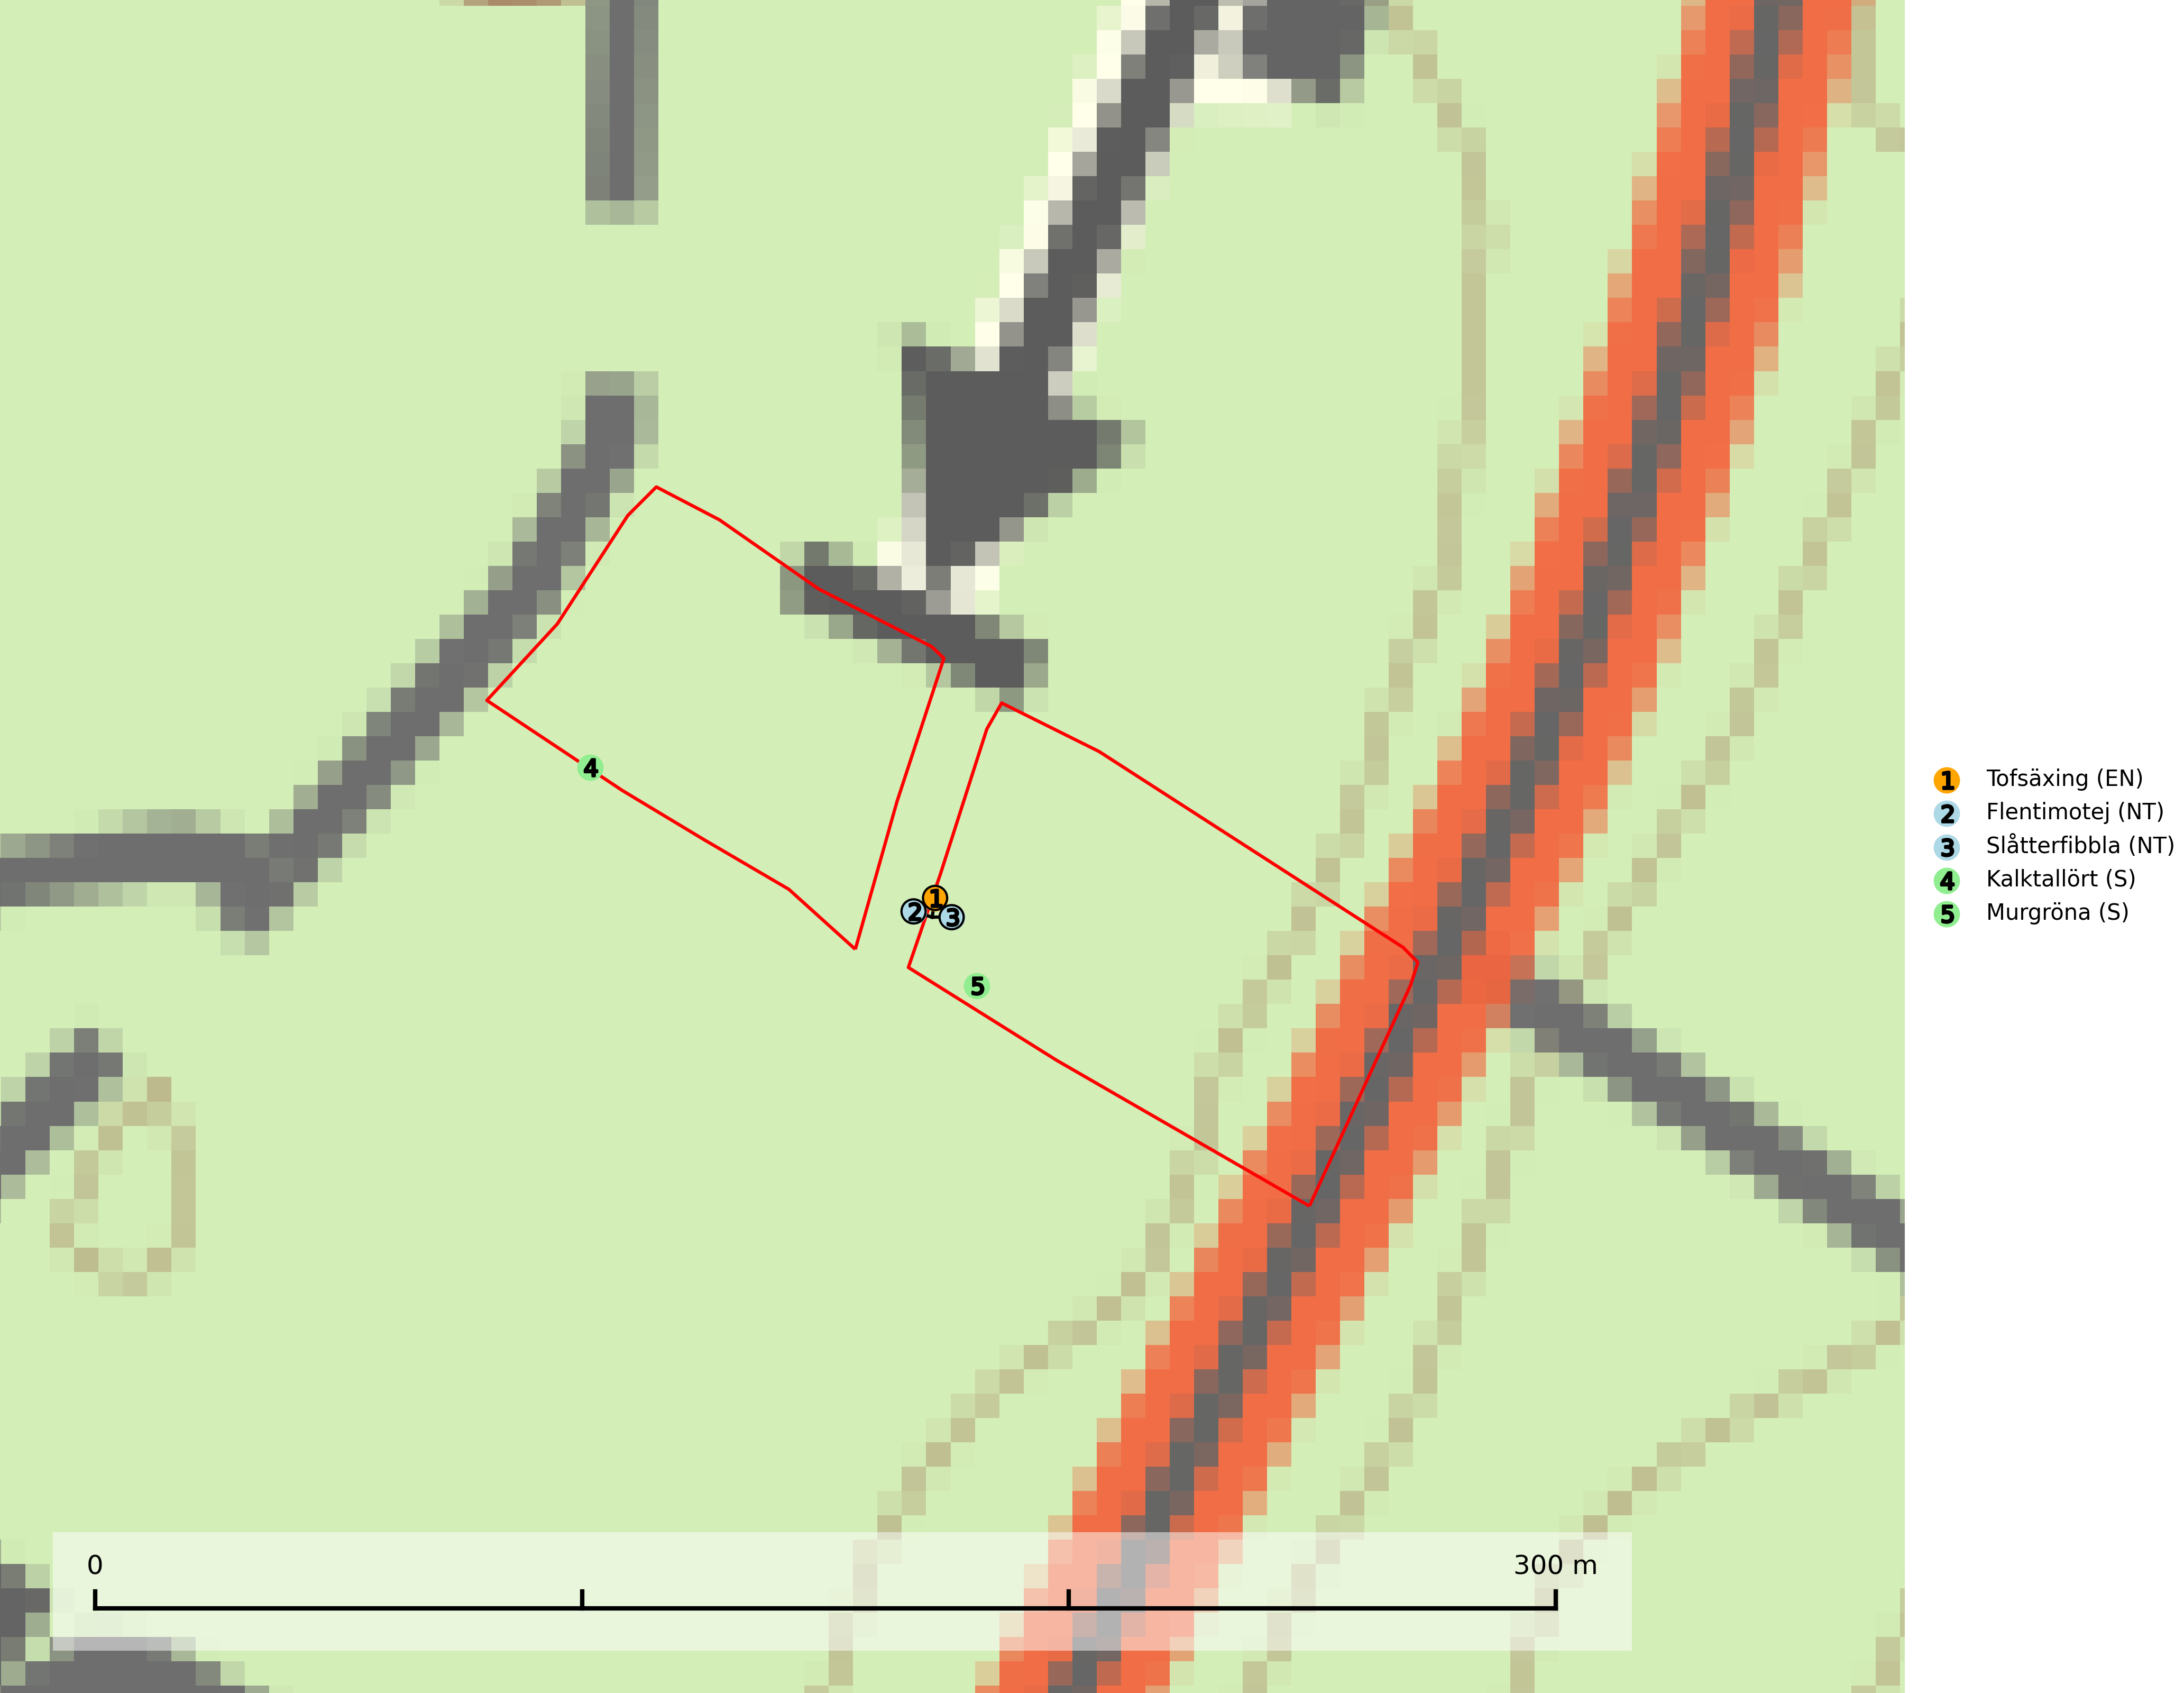 4
1
2
3
5
1 Tofsäxing (EN)
2 Flentimotej (NT)
3 Slåtterfibbla (NT)
4 Kalktallört (S)
5 Murgröna (S)
0 300 m